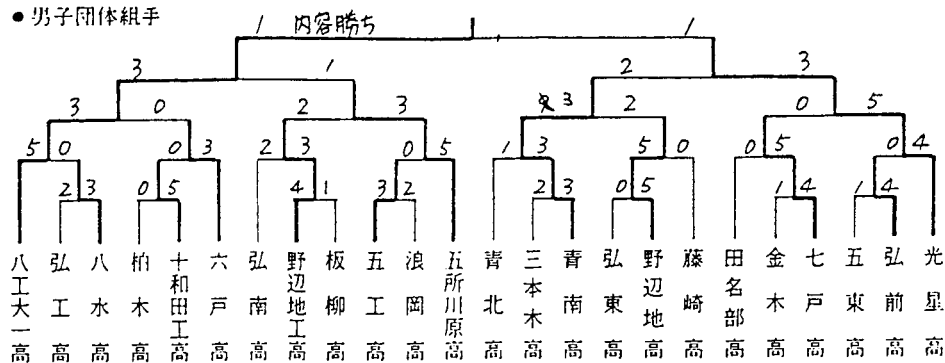 ●男子団体組手
1 内容勝ち 1
3 1 2 3
3 0 2 3 3 2 0 5
5 0 0 3 2 3 0 5 1 3 5 0 0 5 0 4
2 3 0 5 4 1 3 2 2 3 0 5 1 4 1 4
八工大一高
弘工高
八水高
柏木高
十和田工高
六戸高
弘南高
野辺地工高
板柳高
五工高
浪岡高
五所川原高
青北高
三本木高
青南高
弘東高
野辺地高
藤崎高
田名部高
金木高
七戸高
五東高
弘前高
光星高